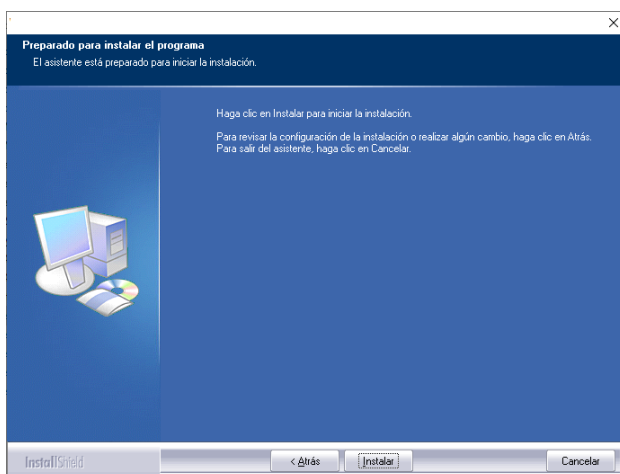 Preparado para instalar el programa
El asistente está preparado para iniciar la instalación.
Haga clic en Instalar para iniciar la instalación.
Para revisar la configuración de la instalación o realizar algún cambio, haga clic en Atrás.
Para salir del asistente, haga clic en Cancelar.
InstallShield
< Atrás
Instalar
Cancelar